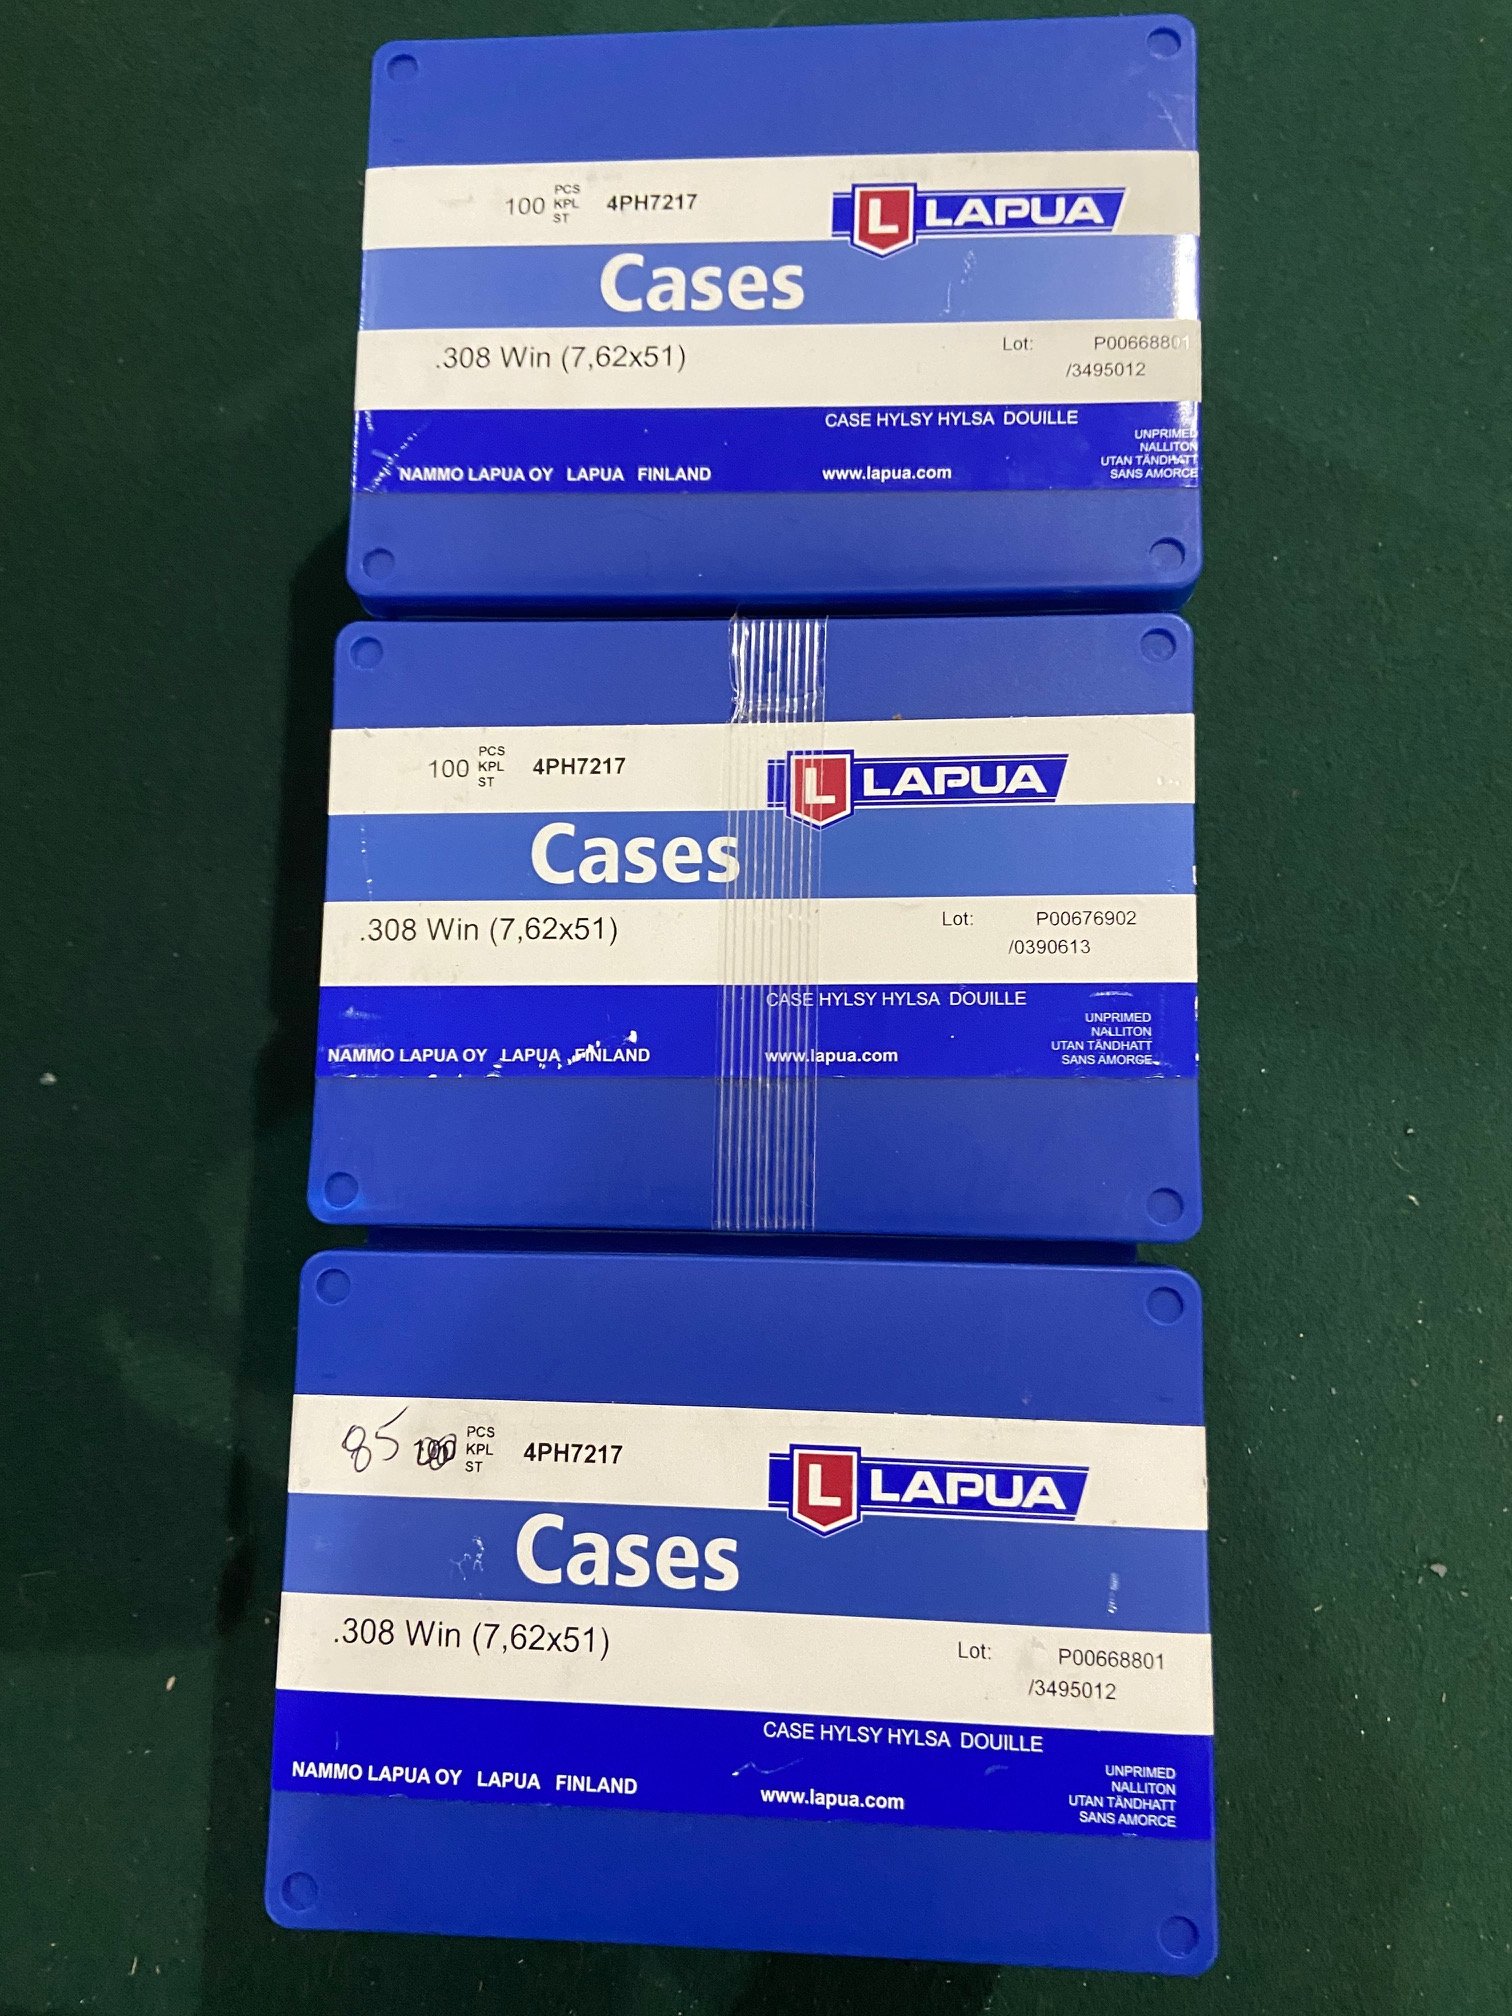 100 PCS KPL ST 4PH7217
L LAPUA
Cases
.308 Win (7,62x51)
Lot: P00668801
/3495012
CASE HYLSY HYLSA DOUILLE
UNPRIMED
NALLITON
UTAN TÄNDHATT
SANS AMORCE
NAMMO LAPUA OY LAPUA FINLAND
www.lapua.com
100 PCS KPL ST 4PH7217
L LAPUA
Cases
.308 Win (7,62x51)
Lot: P00676902
/0390613
CASE HYLSY HYLSA DOUILLE
UNPRIMED
NALLITON
UTAN TÄNDHATT
SANS AMORCE
NAMMO LAPUA OY LAPUA FINLAND
www.lapua.com
85 100 PCS KPL ST 4PH7217
L LAPUA
Cases
.308 Win (7,62x51)
Lot: P00668801
/3495012
CASE HYLSY HYLSA DOUILLE
UNPRIMED
NALLITON
UTAN TÄNDHATT
SANS AMORCE
NAMMO LAPUA OY LAPUA FINLAND
www.lapua.com